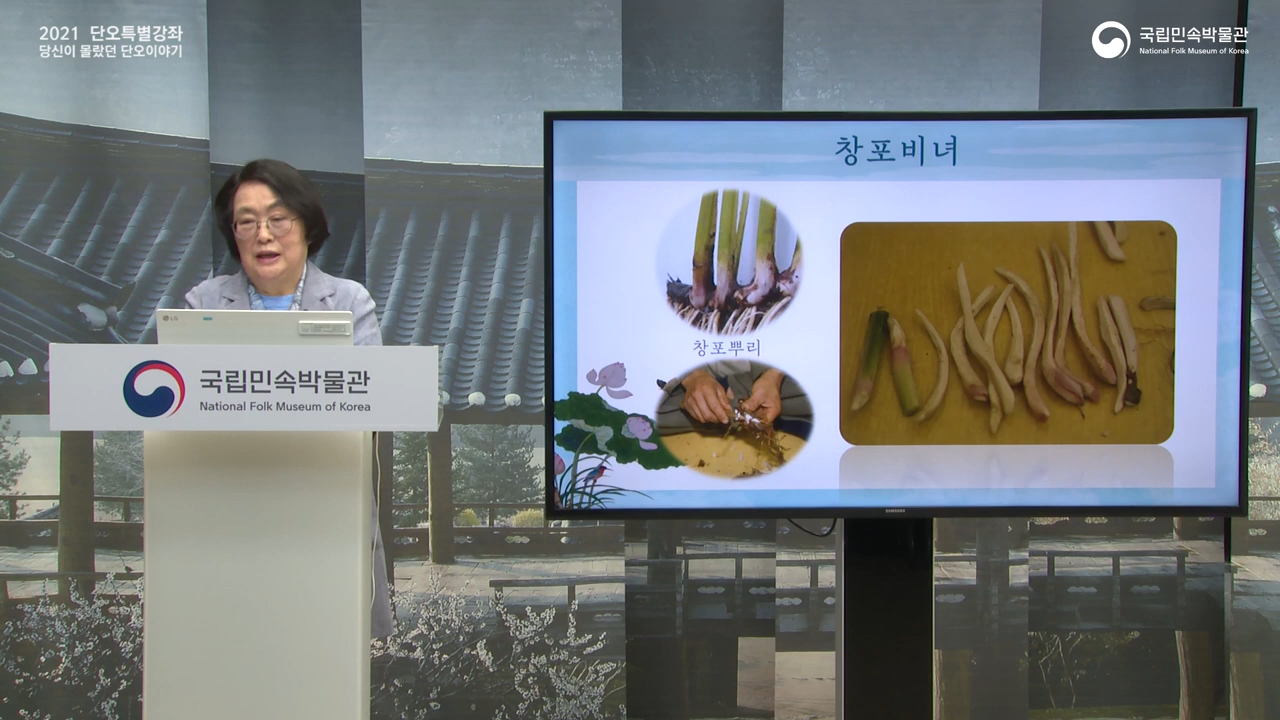 2021 단오특별강좌
당신이 몰랐던 단오이야기
국립민속박물관
National Folk Museum of Korea
창포비녀
창포뿌리
LG
국립민속박물관
National Folk Museum of Korea
SAMSUNG